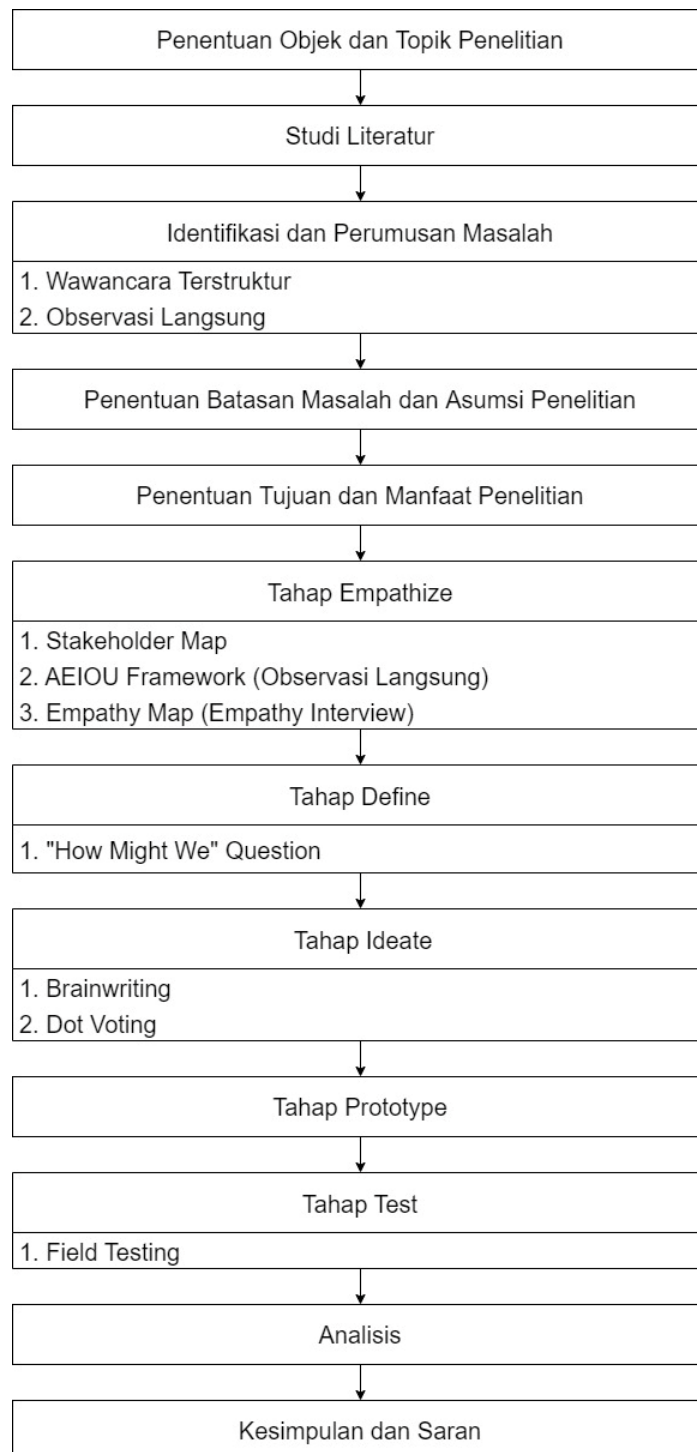 Penentuan Objek dan Topik Penelitian
Studi Literatur
Identifikasi dan Perumusan Masalah
1. Wawancara Terstruktur
2. Observasi Langsung
Penentuan Batasan Masalah dan Asumsi Penelitian
Penentuan Tujuan dan Manfaat Penelitian
Tahap Empathize
1. Stakeholder Map
2. AEIOU Framework (Observasi Langsung)
3. Empathy Map (Empathy Interview)
Tahap Define
1. "How Might We" Question
Tahap Ideate
1. Brainwriting
2. Dot Voting
Tahap Prototype
Tahap Test
1. Field Testing
Analisis
Kesimpulan dan Saran